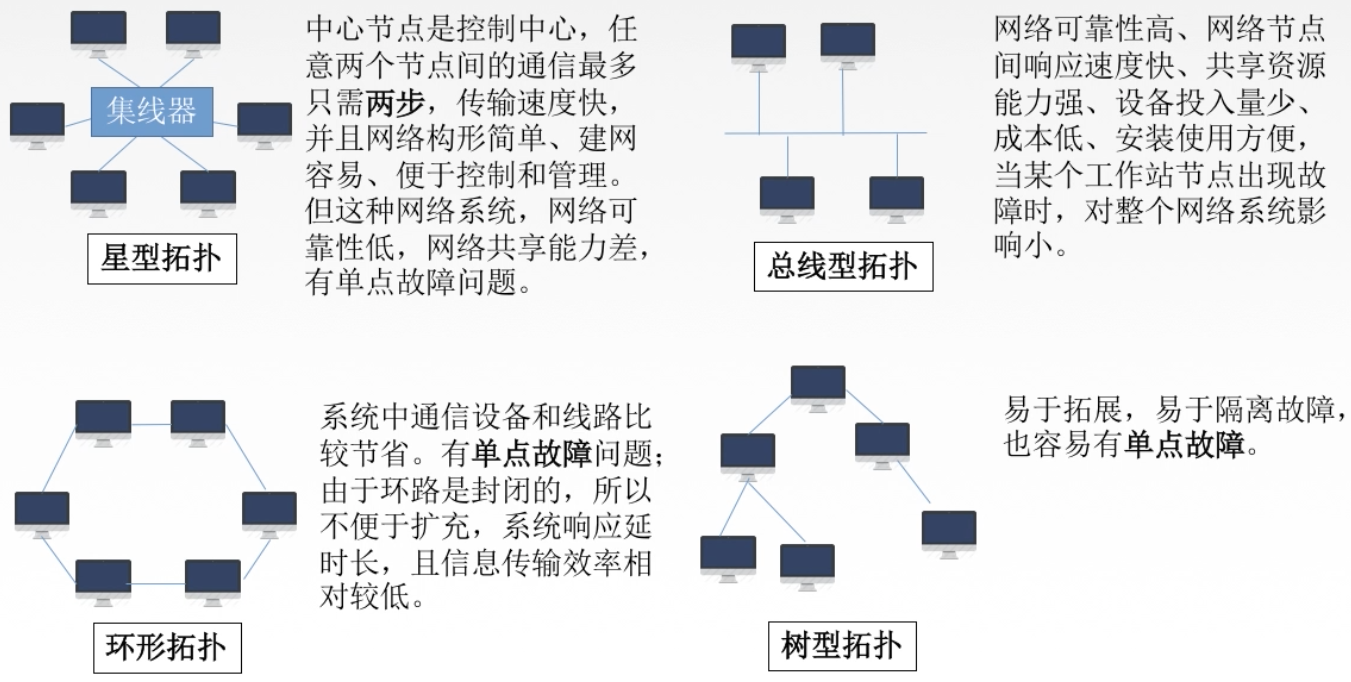 集线器
星型拓扑
中心节点是控制中心，任
意两个节点间的通信最多
只需两步，传输速度快，
并且网络构形简单、建网
容易、便于控制和管理。
但这种网络系统，网络可
靠性低，网络共享能力差，
有单点故障问题。
总线型拓扑
网络可靠性高、网络节点
间响应速度快、共享资源
能力强、设备投入量少、
成本低、安装使用方便，
当某个工作站节点出现故
障时，对整个网络系统影
响小。
环形拓扑
系统中通信设备和线路比
较节省。有单点故障问题；
由于环路是封闭的，所以
不便于扩充，系统响应延
时长，且信息传输效率相
对较低。
树型拓扑
易于拓展，易于隔离故障，
也容易有单点故障。